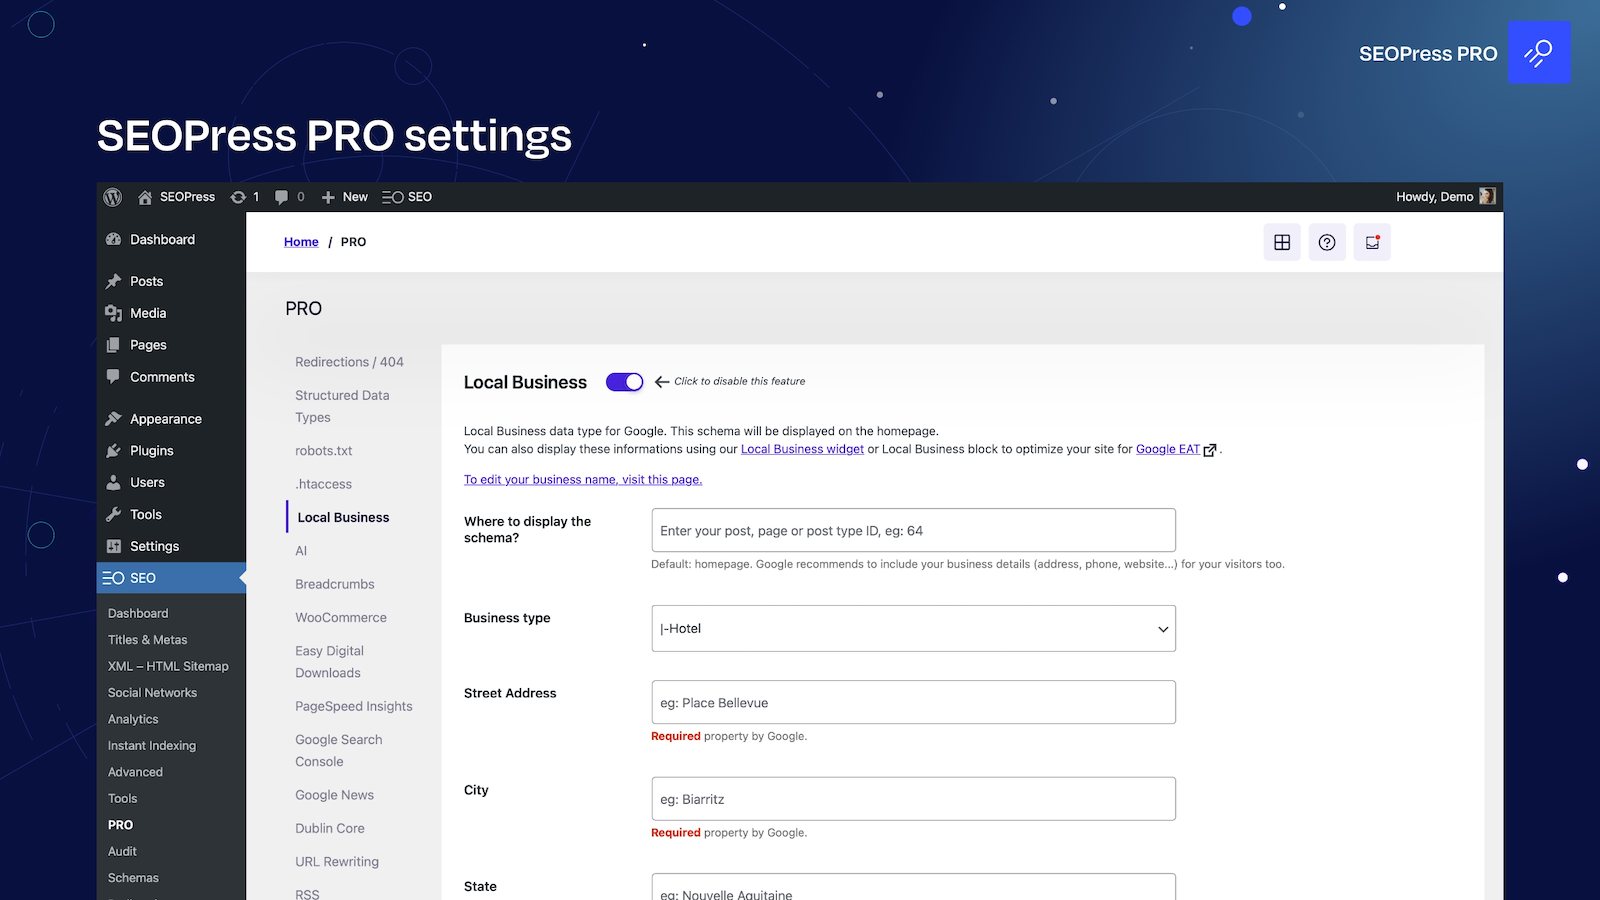 SEOPress PRO
SEOPress PRO settings
SEOPress 1 0 New SEO Howdy, Demo
Dashboard
Posts
Media
Pages
Comments
Appearance
Plugins
Users
Tools
Settings
SEO
Dashboard
Titles & Metas
XML – HTML Sitemap
Social Networks
Analytics
Instant Indexing
Advanced
Tools
PRO
Audit
Schemas
Home / PRO
PRO
Redirections / 404
Structured Data
Types
robots.txt
.htaccess
Local Business
AI
Breadcrumbs
WooCommerce
Easy Digital
Downloads
PageSpeed Insights
Google Search
Console
Google News
Dublin Core
URL Rewriting
RSS
Local Business Click to disable this feature
Local Business data type for Google. This schema will be displayed on the homepage.
You can also display these informations using our Local Business widget or Local Business block to optimize your site for Google EAT .
To edit your business name, visit this page.
Where to display the
schema?
Enter your post, page or post type ID, eg: 64
Default: homepage. Google recommends to include your business details (address, phone, website...) for your visitors too.
Business type
|-Hotel
Street Address
eg: Place Bellevue
Required property by Google.
City
eg: Biarritz
Required property by Google.
State
eg: Nouvelle Aquitaine